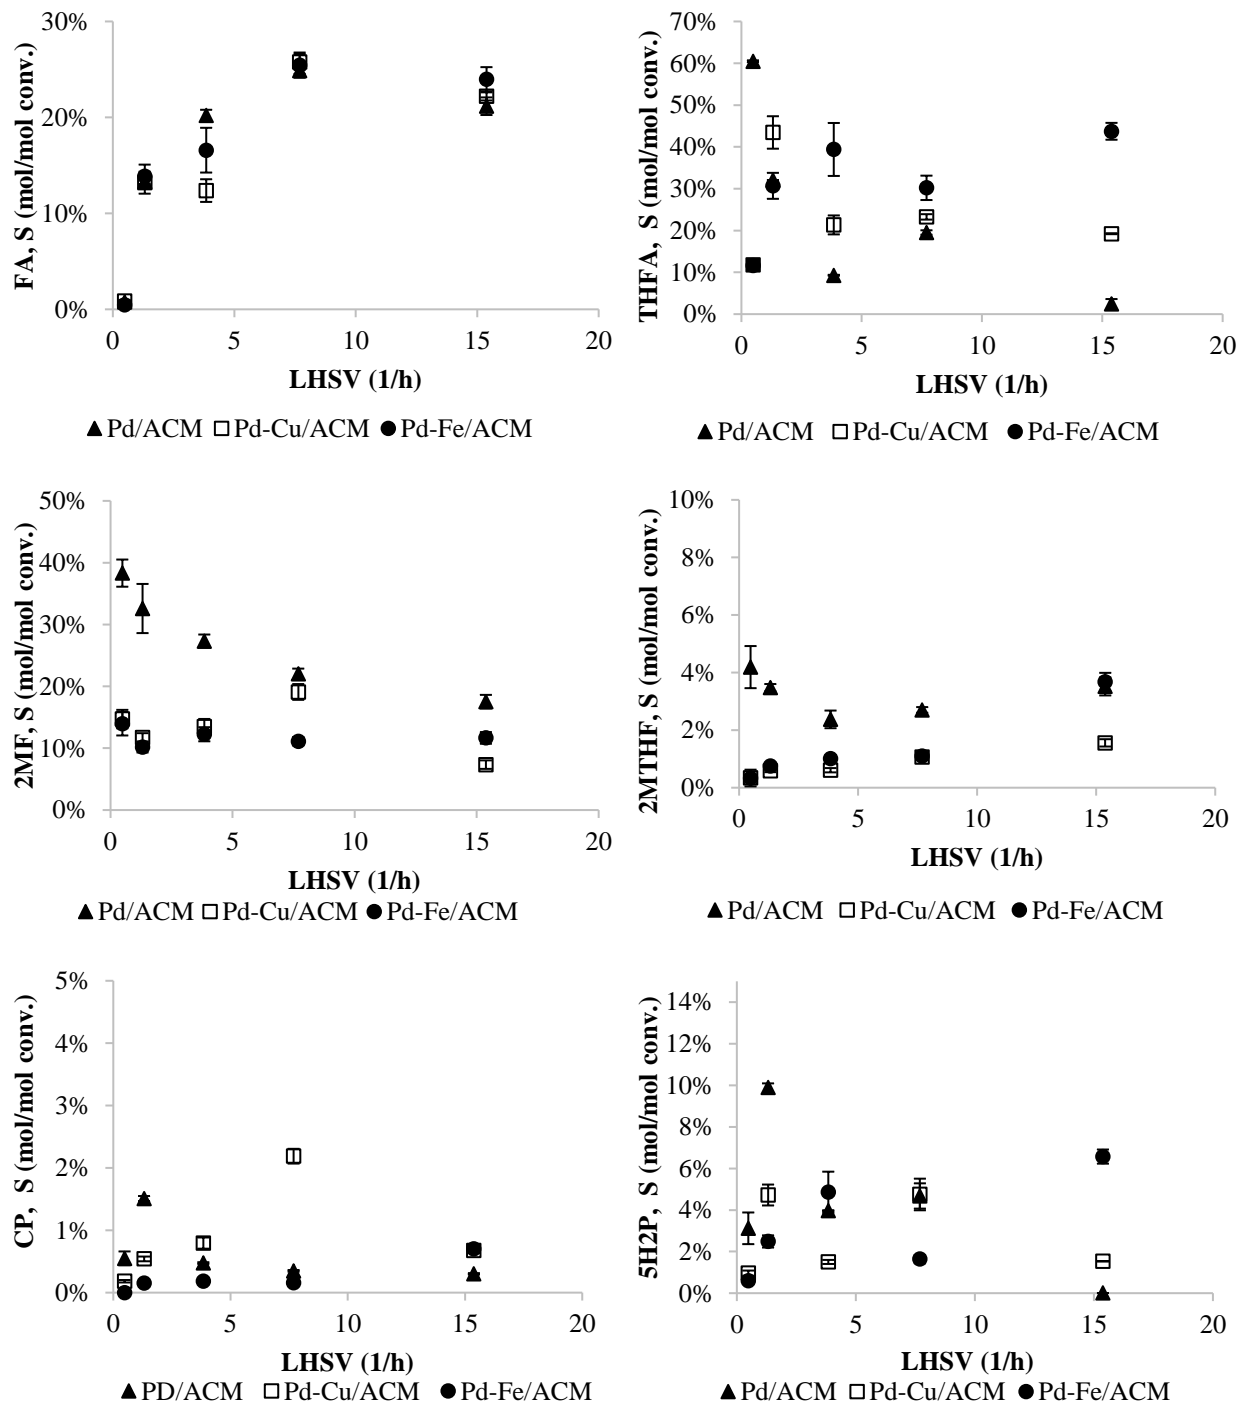 FA, S (mol/mol conv.)
30%
20%
10%
0%
0 5 10 15 20
LHSV (1/h)
▲ Pd/ACM □ Pd-Cu/ACM ● Pd-Fe/ACM
THFA, S (mol/mol conv.)
70%
60%
50%
40%
30%
20%
10%
0%
0 5 10 15 20
LHSV (1/h)
▲ Pd/ACM □ Pd-Cu/ACM ● Pd-Fe/ACM
2MF, S (mol/mol conv.)
50%
40%
30%
20%
10%
0%
0 5 10 15 20
LHSV (1/h)
▲ Pd/ACM □ Pd-Cu/ACM ● Pd-Fe/ACM
2MTHF, S (mol/mol conv.)
10%
8%
6%
4%
2%
0%
0 5 10 15 20
LHSV (1/h)
▲ Pd/ACM □ Pd-Cu/ACM ● Pd-Fe/ACM
CP, S (mol/mol conv.)
5%
4%
3%
2%
1%
0%
0 5 10 15 20
LHSV (1/h)
▲ PD/ACM □ Pd-Cu/ACM ● Pd-Fe/ACM
5H2P, S (mol/mol conv.)
14%
12%
10%
8%
6%
4%
2%
0%
0 5 10 15 20
LHSV (1/h)
▲ Pd/ACM □ Pd-Cu/ACM ● Pd-Fe/ACM